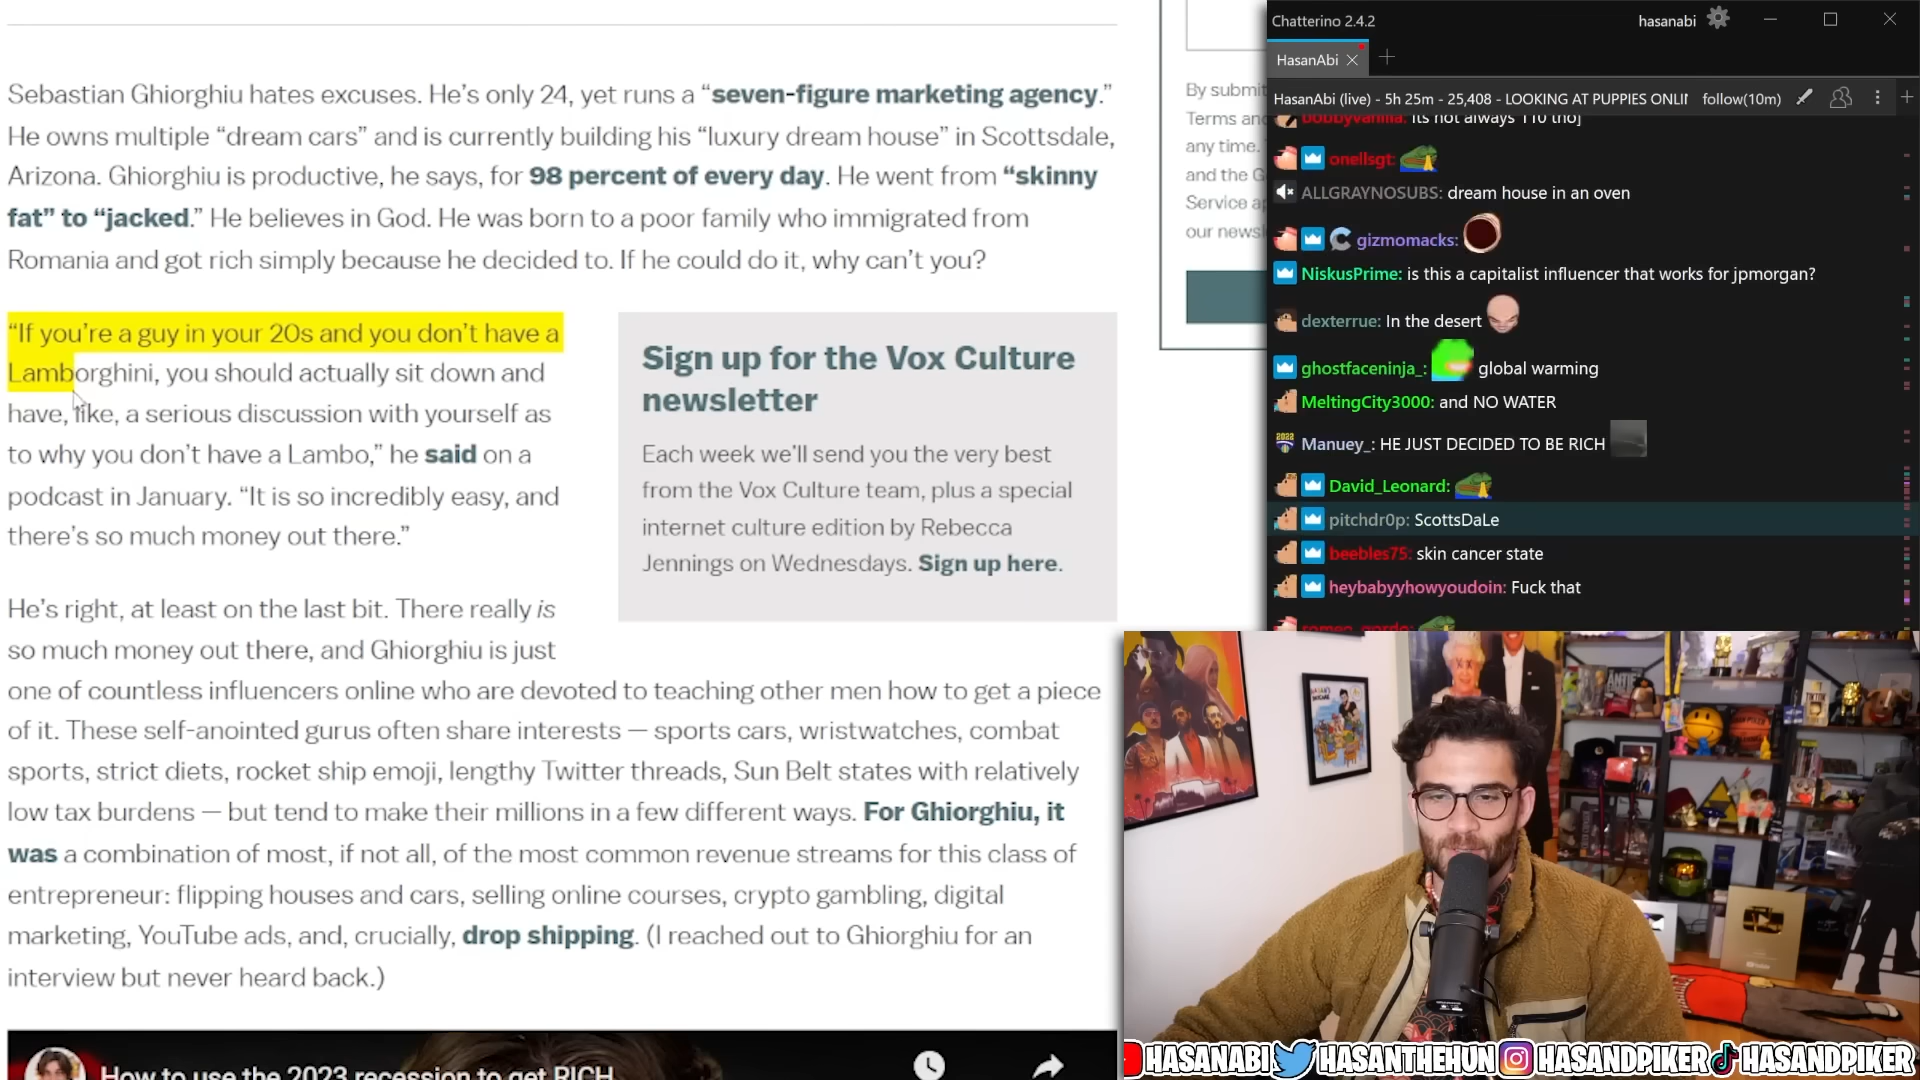 Sebastian Ghiorghiu hates excuses. He's only 24, yet runs a “seven-figure marketing agency.”
He owns multiple “dream cars” and is currently building his “luxury dream house” in Scottsdale,
Arizona. Ghiorghiu is productive, he says, for 98 percent of every day. He went from “skinny
fat” to “jacked.” He believes in God. He was born to a poor family who immigrated from
Romania and got rich simply because he decided to. If he could do it, why can't you?
“If you're a guy in your 20s and you don't have a
Lamborghini, you should actually sit down and
have, like, a serious discussion with yourself as
to why you don't have a Lambo,” he said on a
podcast in January. “It is so incredibly easy, and
there's so much money out there.”
He's right, at least on the last bit. There really is
so much money out there, and Ghiorghiu is just
one of countless influencers online who are devoted to teaching other men how to get a piece
of it. These self-anointed gurus often share interests — sports cars, wristwatches, combat
sports, strict diets, rocket ship emoji, lengthy Twitter threads, Sun Belt states with relatively
low tax burdens — but tend to make their millions in a few different ways. For Ghiorghiu, it
was a combination of most, if not all, of the most common revenue streams for this class of
entrepreneur: flipping houses and cars, selling online courses, crypto gambling, digital
marketing, YouTube ads, and, crucially, drop shipping. (I reached out to Ghiorghiu for an
interview but never heard back.)
How to use the 2023 recession to get RICH
Sign up for the Vox Culture
newsletter
Each week we'll send you the very best
from the Vox Culture team, plus a special
internet culture edition by Rebecca
Jennings on Wednesdays. Sign up here.
By submit
Terms and
any time.
and the G
Service ap
our newsl
Chatterino 2.4.2
hasanabi
HasanAbi
HasanAbi (live) - 5h 25m - 25,408 - LOOKING AT PUPPIES ONLI
follow(10m)
bobbyvanilla: its not always 110 tho
onellsgt:
ALLGRAYNOSUBS: dream house in an oven
gizmomacks:
NiskusPrime: is this a capitalist influencer that works for jpmorgan?
dexterrue: In the desert
ghostfaceninja_: global warming
MeltingCity3000: and NO WATER
Manuey_: HE JUST DECIDED TO BE RICH
David_Leonard:
pitchdr0p: ScottsDaLe
beebles75: skin cancer state
heybabyyhowyoudoin: Fuck that
HASANABI HASANTHEHUN HASANDPIKER HASANDPIKER